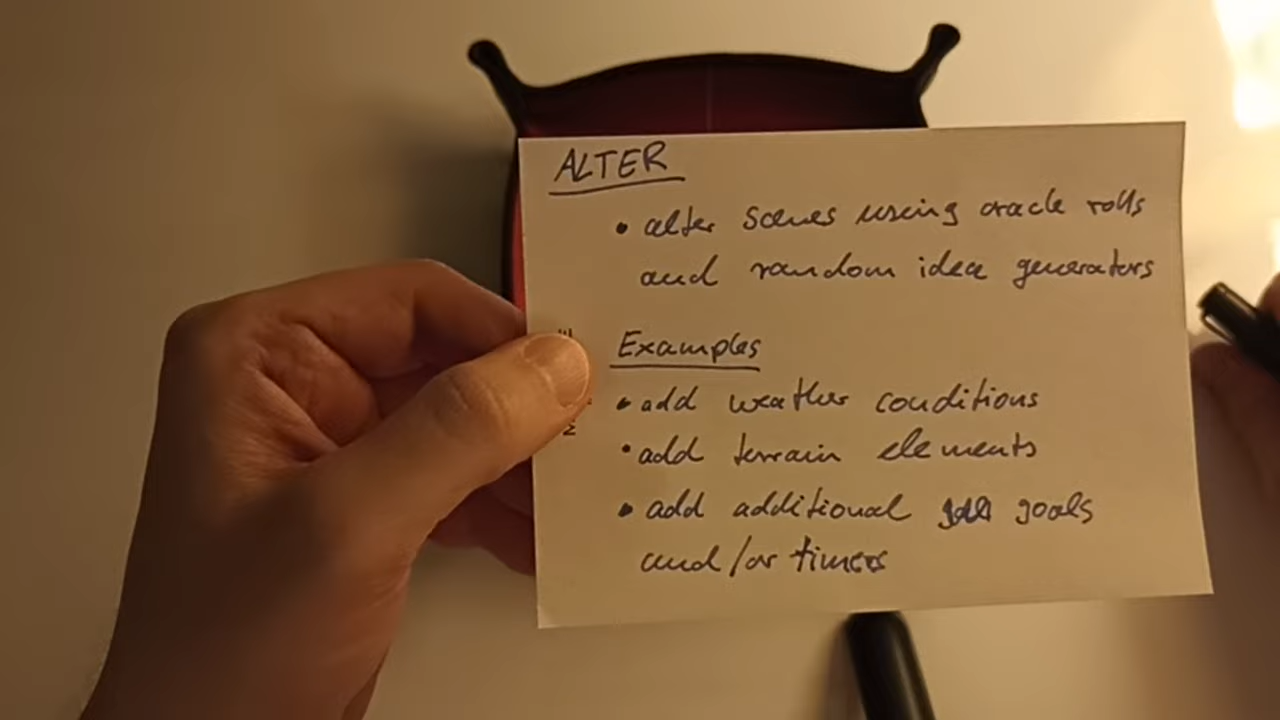 ALTER
• alter scenes using oracle rolls
and random idea generators
Examples
• add weather conditions
• add terrain elements
• add additional goals
and/or timers